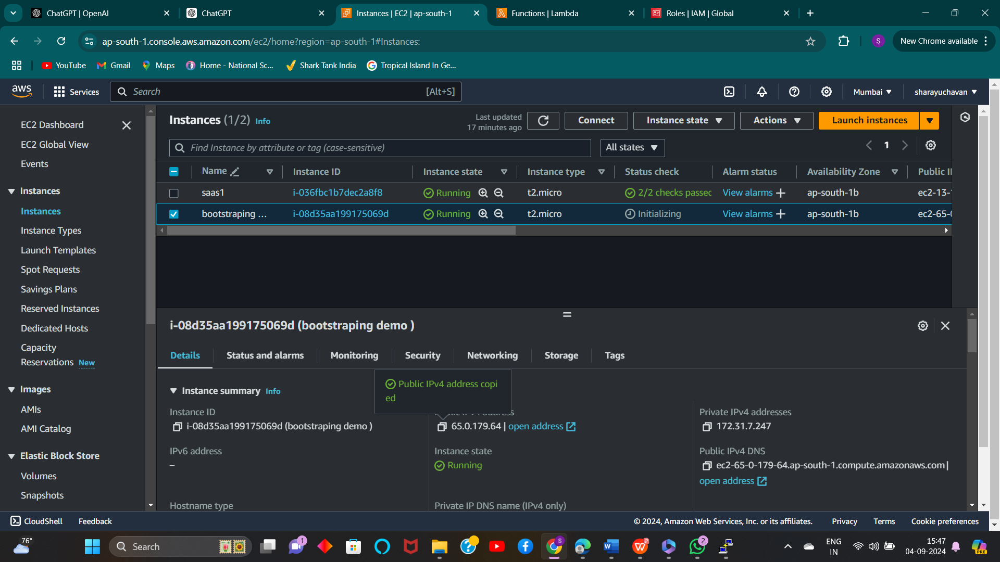 ChatGPT | OpenAI
ChatGPT
Instances | EC2 | ap-south-1
Functions | Lambda
Roles | IAM | Global
ap-south-1.console.aws.amazon.com/ec2/home?region=ap-south-1#Instances:
S
New Chrome available
YouTube
Gmail
Maps
Home - National Sc...
Shark Tank India
Tropical Island In Ge...
aws
Services
Search
[Alt+S]
Mumbai
sharayuchavan
EC2 Dashboard
EC2 Global View
Events
Instances
Instances
Instance Types
Launch Templates
Spot Requests
Savings Plans
Reserved Instances
Dedicated Hosts
Capacity
Reservations New
Images
AMIs
AMI Catalog
Elastic Block Store
Volumes
Snapshots
Instances (1/2) Info
Last updated
17 minutes ago
Connect
Instance state
Actions
Launch instances
Find Instance by attribute or tag (case-sensitive)
All states
1
Name Instance ID Instance state Instance type Status check Alarm status Availability Zone Public
saas1 i-036fbc1b7dec2a8f8 Running t2.micro 2/2 checks passec View alarms ap-south-1b ec2-13-
bootstraping ... i-08d35aa199175069d Running t2.micro Initializing View alarms ap-south-1b ec2-65-
i-08d35aa199175069d (bootstraping demo )
Details Status and alarms Monitoring Security Networking Storage Tags
Public IPv4 address copi
ed
Instance summary Info
Instance ID
i-08d35aa199175069d (bootstraping demo )
65.0.179.64 | open address
Private IPv4 addresses
172.31.7.247
IPv6 address
–
Instance state
Running
Public IPv4 DNS
ec2-65-0-179-64.ap-south-1.compute.amazonaws.com |
open address
Hostname type
Private IP DNS name (IPv4 only)
CloudShell
Feedback
© 2024, Amazon Web Services, Inc. or its affiliates.
Privacy
Terms
Cookie preferences
76°
Search
1
S
2
ENG
IN
15:47
04-09-2024
PRE